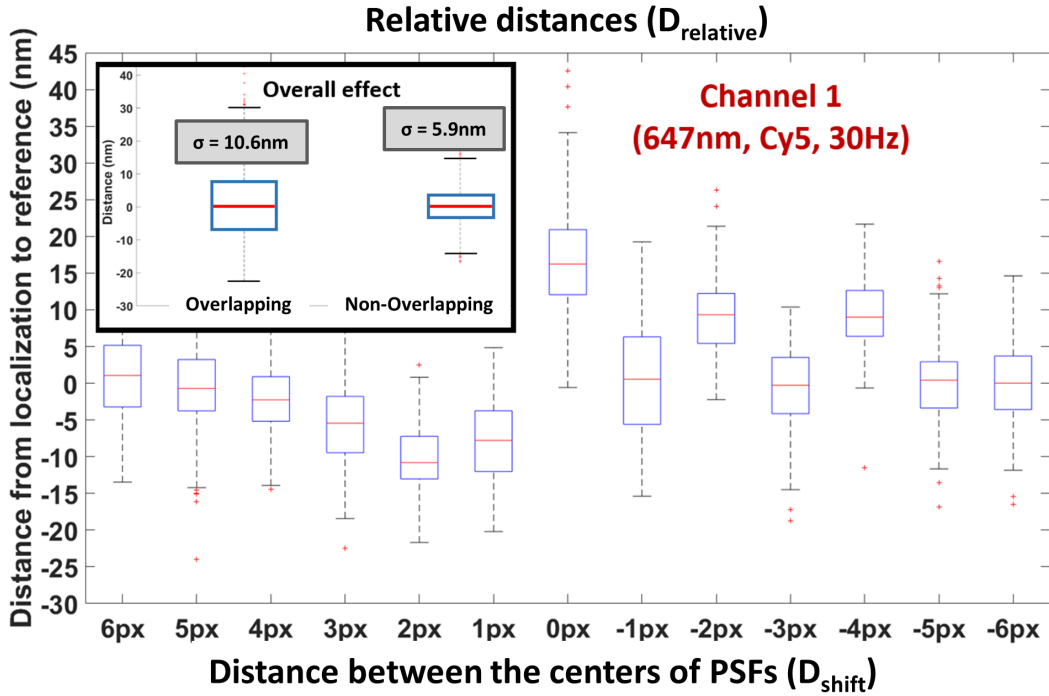 Relative distances (Drelative)
Distance from localization to reference (nm)
45
40
35
30
25
20
15
10
5
0
-5
-10
-15
-20
-25
-30
Overall effect
Distance (nm)
40
30
20
10
0
-10
-20
-30
σ = 10.6nm
σ = 5.9nm
Overlapping
Non-Overlapping
Channel 1
(647nm, Cy5, 30Hz)
6px 5px 4px 3px 2px 1px 0px -1px -2px -3px -4px -5px -6px
Distance between the centers of PSFs (Dshift)